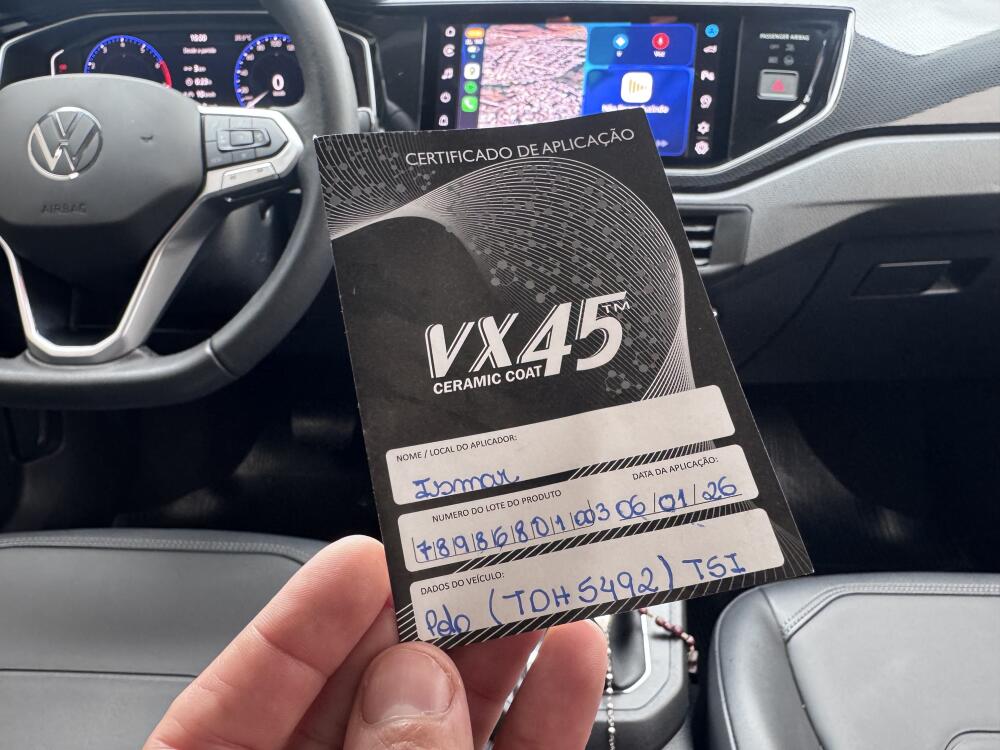 CERTIFICADO DE APLICAÇÃO
VX45™
CERAMIC COAT
NOME / LOCAL DO APLICADOR:
Ismar
NUMERO DO LOTE DO PRODUTO
DATA DA APLICAÇÃO:
06/01/26
DADOS DO VEÍCULO:
Polo (TDH5492) TSI
AIRBAG
PASSENGER AIRBAG
0